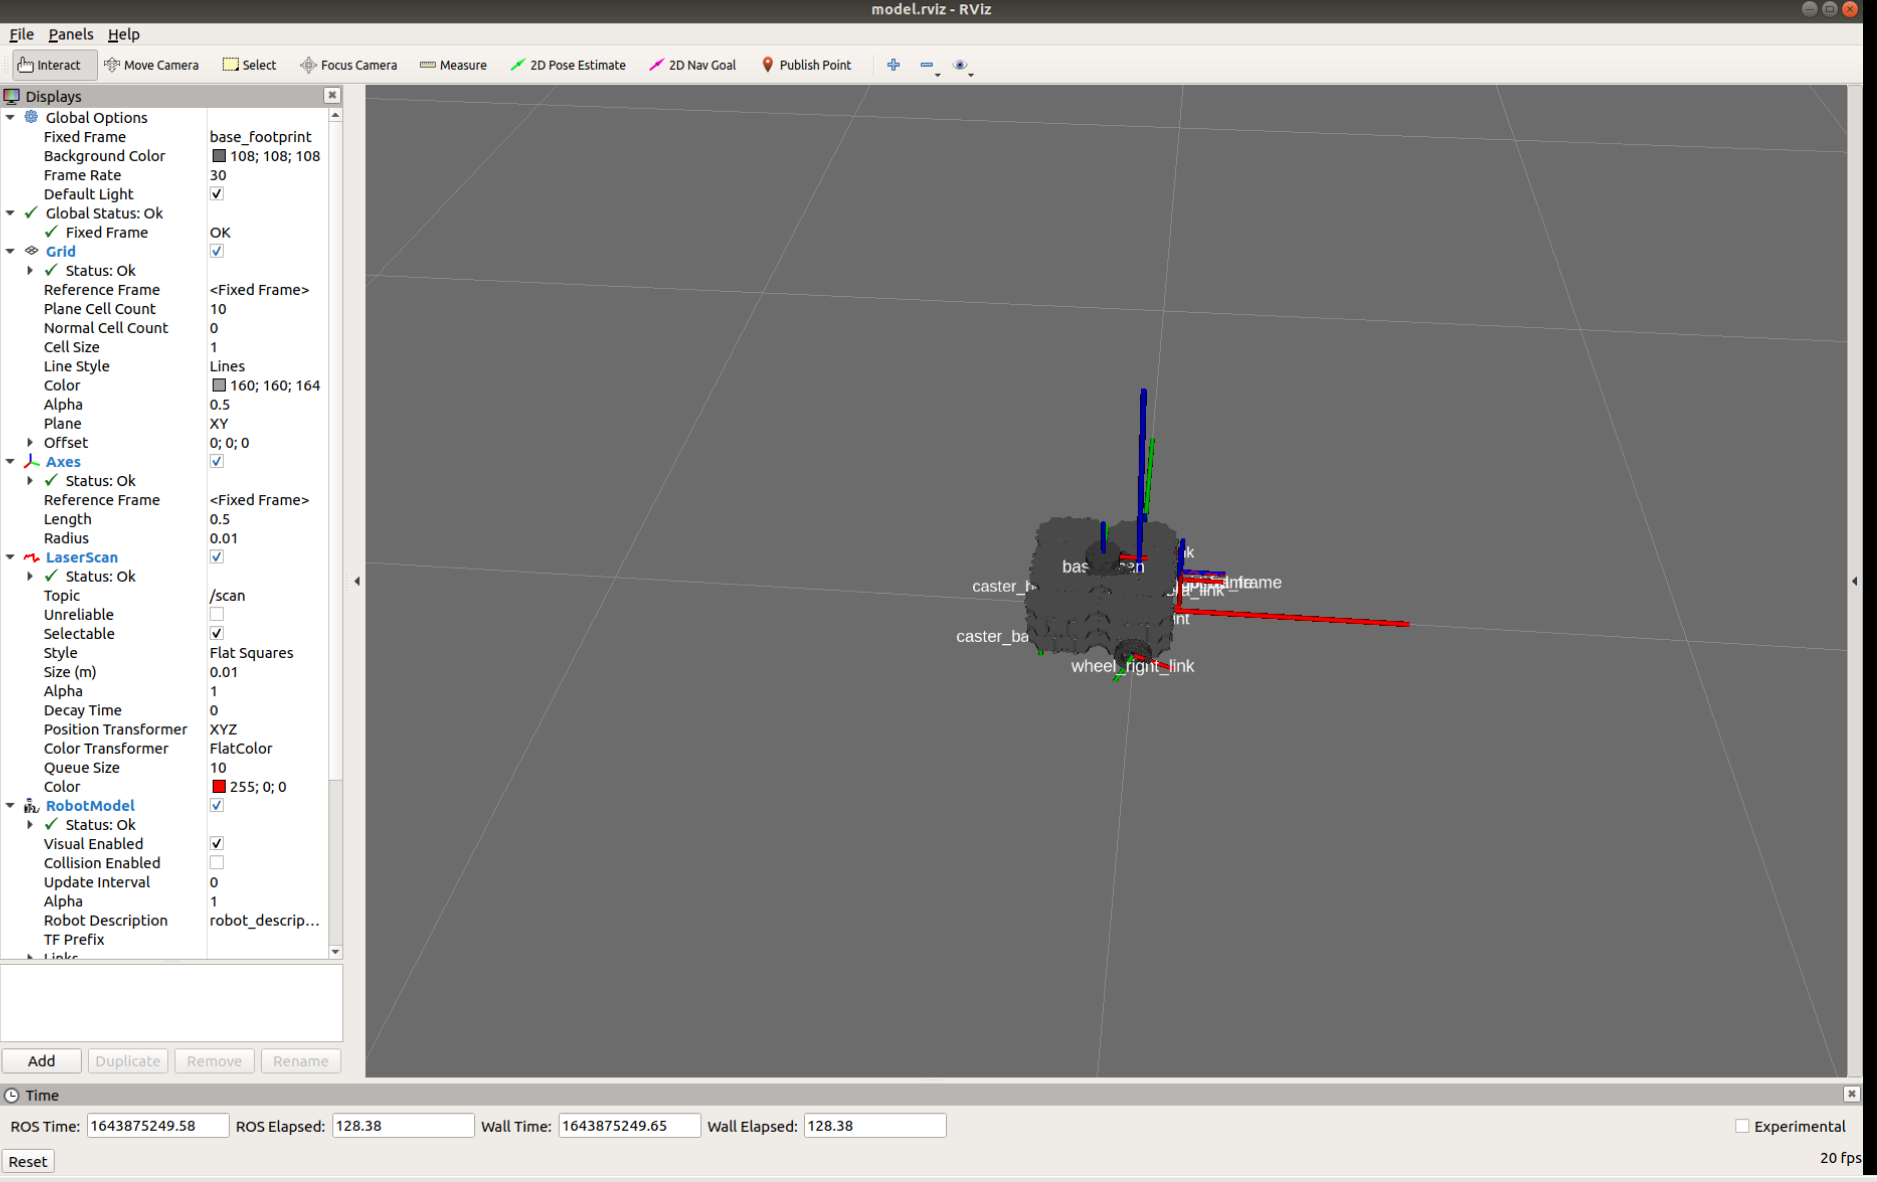 model.rviz - RViz
File Panels Help
Interact Move Camera Select Focus Camera Measure 2D Pose Estimate 2D Nav Goal Publish Point
Displays
Global Options
Fixed Frame base_footprint
Background Color 108; 108; 108
Frame Rate 30
Default Light
Global Status: Ok
Fixed Frame OK
Grid
Status: Ok
Reference Frame <Fixed Frame>
Plane Cell Count 10
Normal Cell Count 0
Cell Size 1
Line Style Lines
Color 160; 160; 164
Alpha 0.5
Plane XY
Offset 0; 0; 0
Axes
Status: Ok
Reference Frame <Fixed Frame>
Length 0.5
Radius 0.01
LaserScan
Status: Ok
Topic /scan
Unreliable
Selectable
Style Flat Squares
Size (m) 0.01
Alpha 1
Decay Time 0
Position Transformer XYZ
Color Transformer FlatColor
Queue Size 10
Color 255; 0; 0
RobotModel
Status: Ok
Visual Enabled
Collision Enabled
Update Interval 0
Alpha 1
Robot Description robot_descrip...
TF Prefix
Links
caster_ba
wheel_right_link
Add Duplicate Remove Rename
Time
ROS Time: 1643875249.58 ROS Elapsed: 128.38 Wall Time: 1643875249.65 Wall Elapsed: 128.38 Experimental
Reset 20 fps